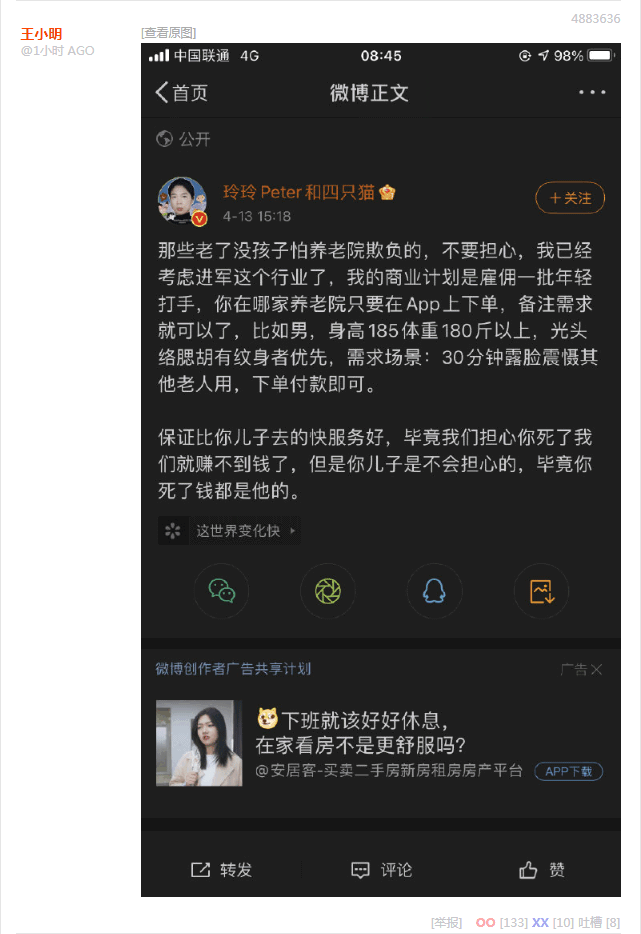 4883636
王小明
@1小时 AGO
[查看原图]
中国联通 4G 08:45 98%
首页 微博正文
公开
玲玲Peter和四只猫
+关注
4-13 15:18
那些老了没孩子怕养老院欺负的，不要担心，我已经
考虑进军这个行业了，我的商业计划是雇佣一批年轻
打手，你在哪家养老院只要在App上下单，备注需求
就可以了，比如男，身高185体重180斤以上，光头
络腮胡有纹身者优先，需求场景：30分钟露脸震慑其
他老人用，下单付款即可。
保证比你儿子去的快服务好，毕竟我们担心你死了我
们就赚不到钱了，但是你儿子是不会担心的，毕竟你
死了钱都是他的。
这世界变化快
微博创作者广告共享计划 广告
下班就该好好休息，
在家看房不是更舒服吗?
@安居客-买卖二手房新房租房房产平台 APP下载
转发 评论 赞
[举报] OO [133] XX [10] 吐槽 [8]